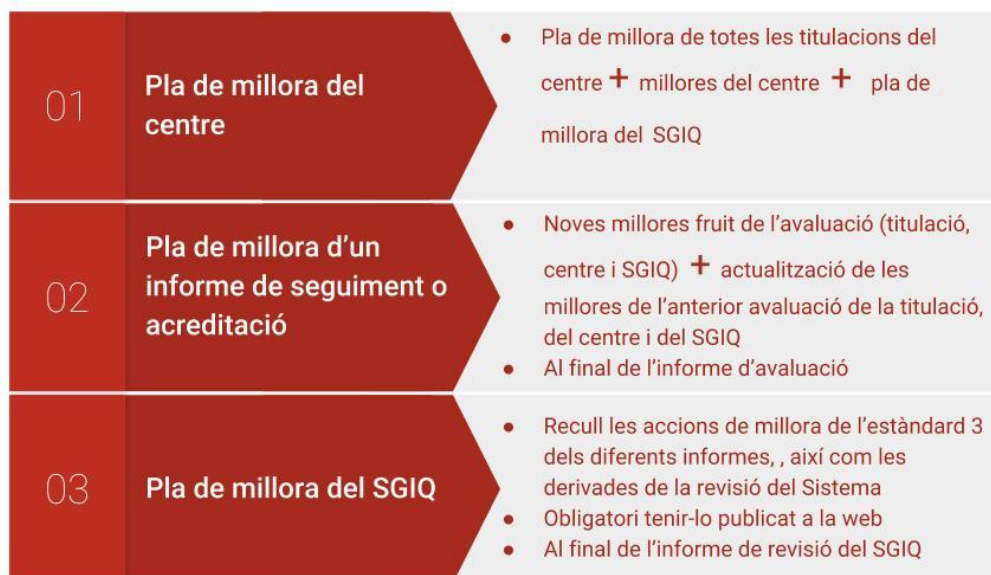 01
Pla de millora del
centre
● Pla de millora de totes les titulacions del
centre + millores del centre + pla de
millora del SGIQ
02
Pla de millora d'un
informe de seguiment o
acreditació
● Noves millores fruit de l'avaluació (titulació,
centre i SGIQ) + actualització de les
millores de l'anterior avaluació de la titulació,
del centre i del SGIQ
● Al final de l'informe d'avaluació
03
Pla de millora del SGIQ
● Recull les accions de millora de l'estàndard 3
dels diferents informes, , així com les
derivades de la revisió del Sistema
● Obligatori tenir-lo publicat a la web
● Al final de l'informe de revisió del SGIQ